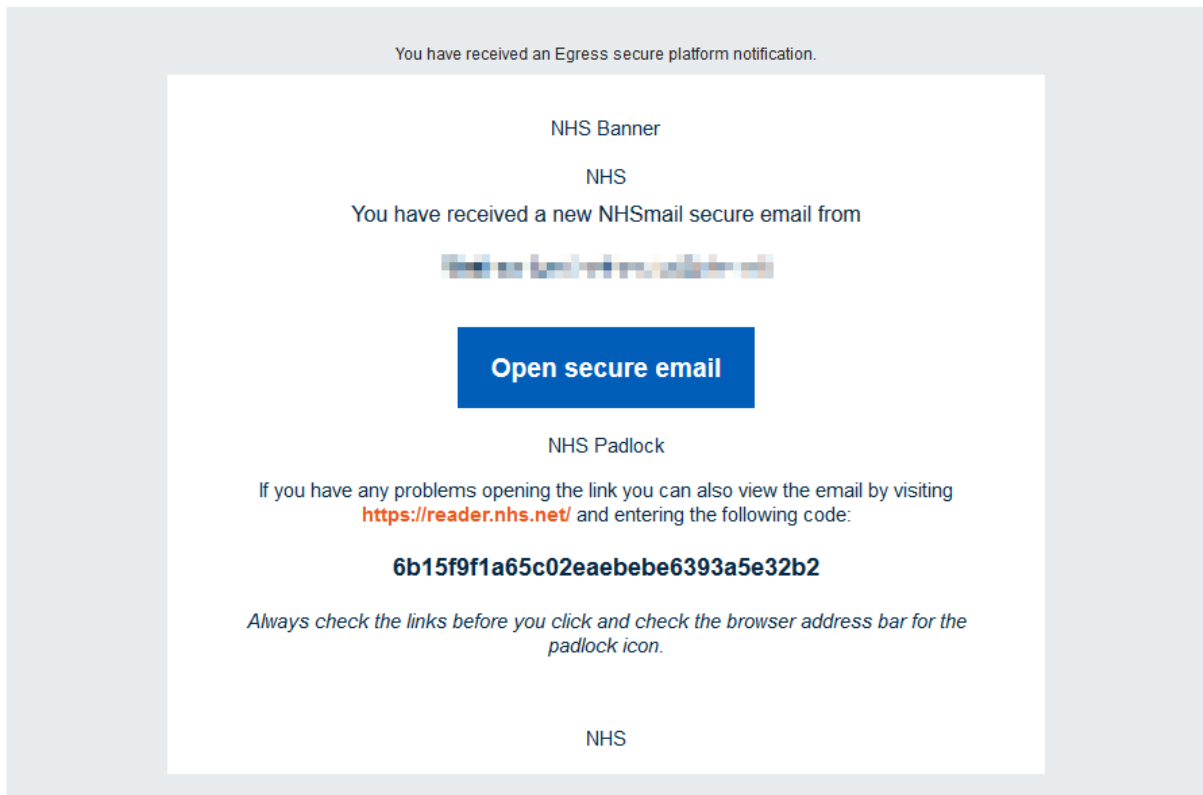 You have received an Egress secure platform notification.
NHS Banner
NHS
You have received a new NHSmail secure email from
Open secure email
NHS Padlock
If you have any problems opening the link you can also view the email by visiting
https://reader.nhs.net/ and entering the following code:
6b15f9f1a65c02eaebebe6393a5e32b2
Always check the links before you click and check the browser address bar for the
padlock icon.
NHS